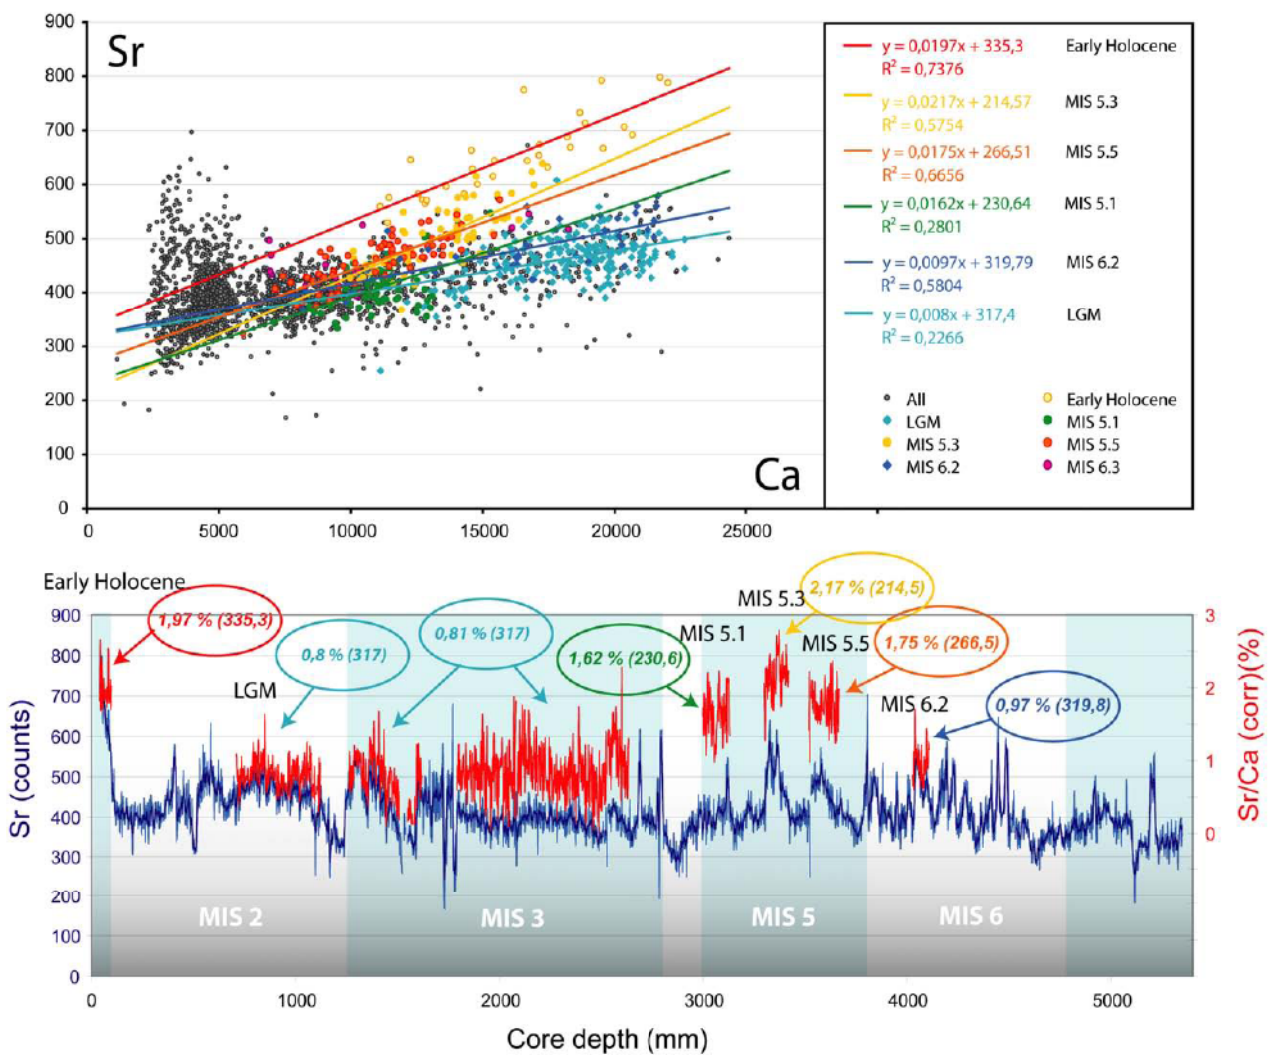 900
800
700
600
500
400
300
200
100
0
Sr
Ca
0 5000 10000 15000 20000 25000
y = 0,0197x + 335,3 Early Holocene
R² = 0,7376
y = 0,0217x + 214,57 MIS 5.3
R² = 0,5754
y = 0,0175x + 266,51 MIS 5.5
R² = 0,6656
y = 0,0162x + 230,64 MIS 5.1
R² = 0,2801
y = 0,0097x + 319,79 MIS 6.2
R² = 0,5804
y = 0,008x + 317,4 LGM
R² = 0,2266
All Early Holocene
LGM MIS 5.1
MIS 5.3 MIS 5.5
MIS 6.2 MIS 6.3
Early Holocene
1,97 % (335,3)
0,8 % (317)
LGM
0,81 % (317)
1,62 % (230,6)
MIS 5.1
MIS 5.3
2,17 % (214,5)
MIS 5.5
1,75 % (266,5)
MIS 6.2
0,97 % (319,8)
900
800
700
600
500
400
300
200
100
0
Sr (counts)
3
2
1
0
Sr/Ca (corr)(%)
MIS 2 MIS 3 MIS 5 MIS 6
0 1000 2000 3000 4000 5000
Core depth (mm)